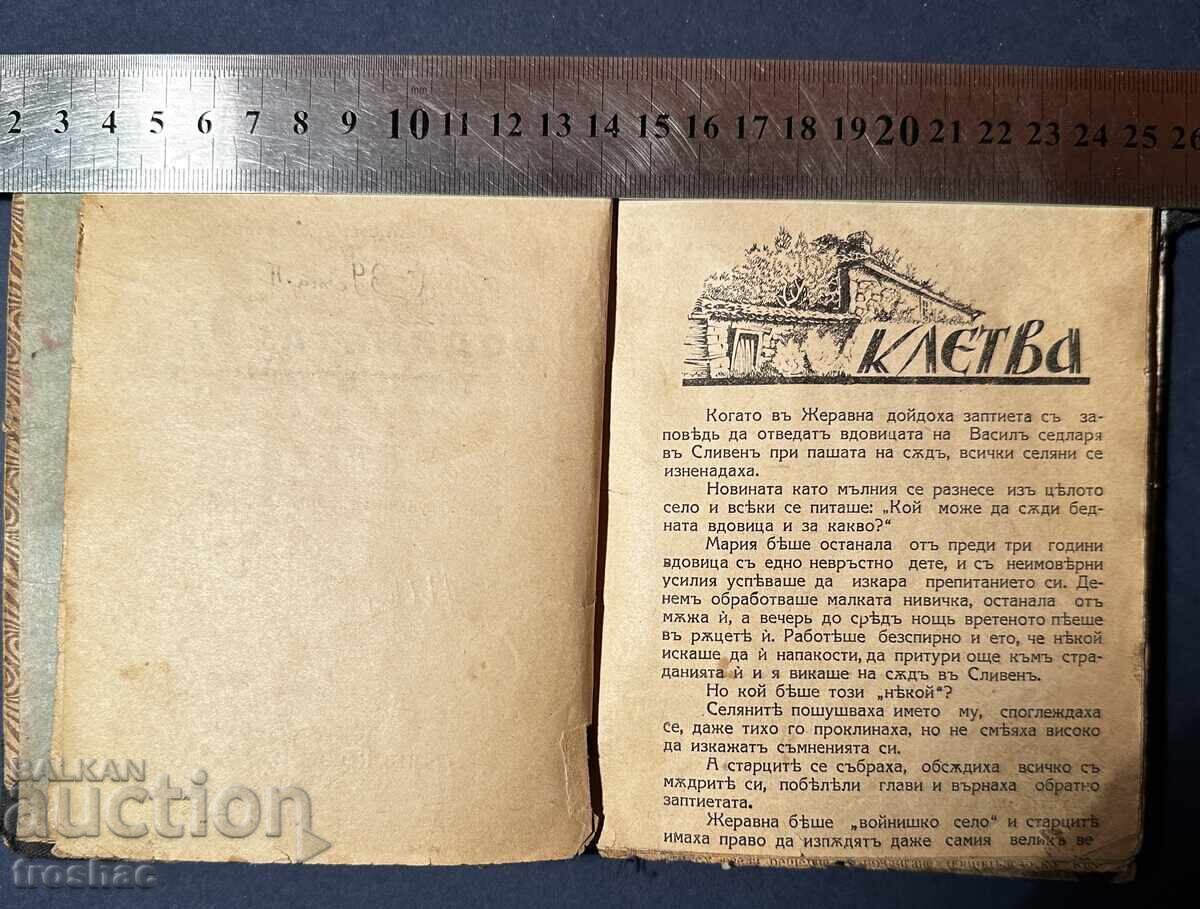 mm
2 3 4 5 6 7 8 9 10 11 12 13 14 15 16 17 18 19 20 21 22 23 24 25 26
КЛЕТВА
Когато въ Жеравна дойдоха заптиета съ за-
повѣдь да отведатъ вдовицата на Василъ седларя
въ Сливенъ при пашата на сѫдъ, всички селяни се
изненадаха.
Новината като мълния се разнесе изъ цѣлото
село и всѣки се питаше: „Кой може да сѫди бед-
ната вдовица и за какво?“
Мария бѣше останала отъ преди три години
вдовица съ едно невръстно дете, и съ неимовѣрни
усилия успѣваше да изкара препитанието си. Де-
немъ обработваше малката нивичка, останала отъ
мѫжа ѝ, а вечерь до срѣдъ нощь вретеното пѣеше
въ рѫцетѣ ѝ. Работѣше безспирно и ето, че нѣкой
искаше да ѝ напакости, да притури още къмъ стра-
данията ѝ и я викаше на сѫдъ въ Сливенъ.
Но кой бѣше този „нѣкой“?
Селянитѣ пошушваха името му, споглеждаха
се, даже тихо го проклинаха, но не смѣяха високо
да изкажатъ съмненията си.
А старцитѣ се събраха, обсѫдиха всичко съ
мѫдритѣ си, побѣлѣли глави и върнаха обратно
заптиетата.
Жеравна бѣше „войнишко село“ и старцитѣ
имаха право да изпѫдятъ даже самия великъ ве-
BALKAN
auction
troshac